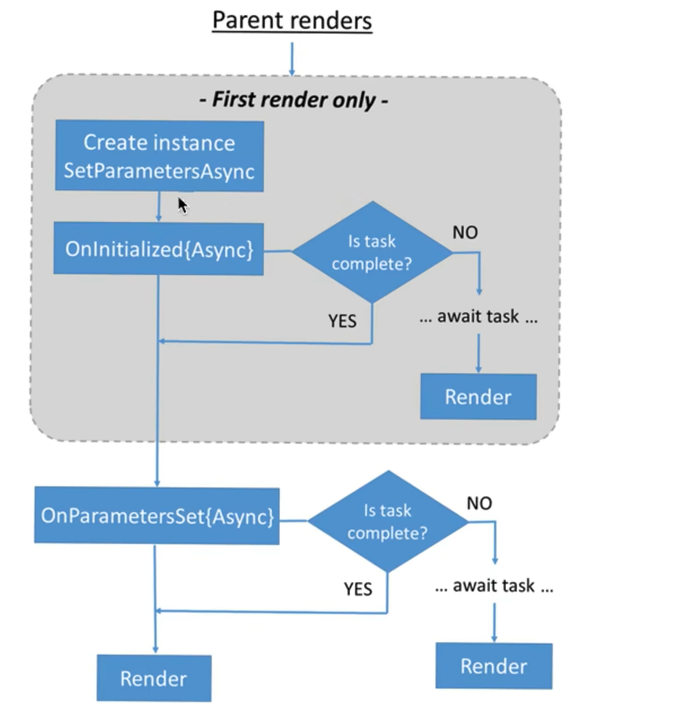 Parent renders
- First render only -
Create instance
SetParametersAsync
OnInitialized{Async}
Is task
complete?
NO
YES
... await task ...
Render
OnParametersSet{Async}
Is task
complete?
NO
YES
... await task ...
Render
Render